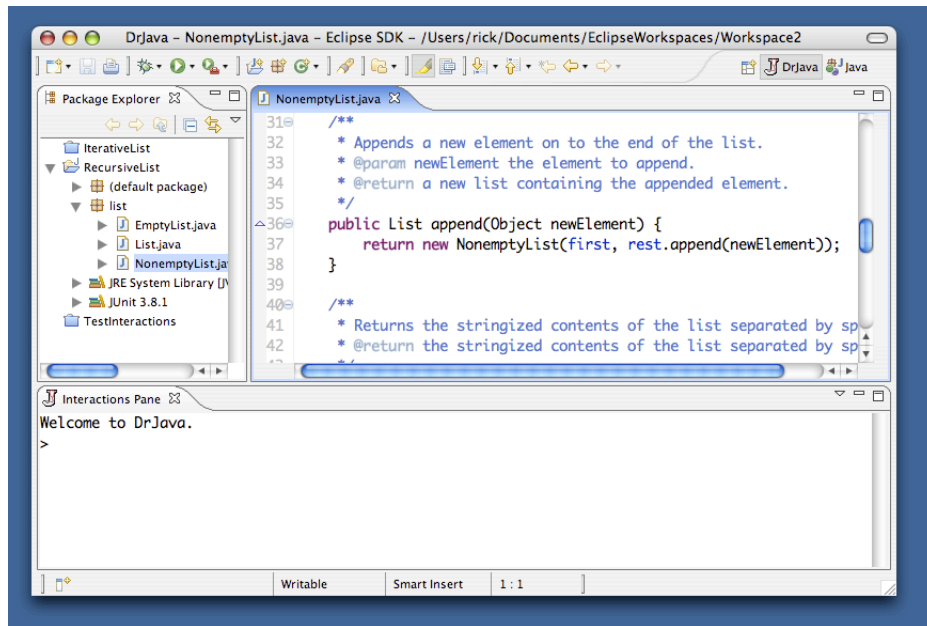 DrJava – NonemptyList.java – Eclipse SDK – /Users/rick/Documents/EclipseWorkspaces/Workspace2
DrJava Java
Package Explorer
IterativeList
RecursiveList
(default package)
list
EmptyList.java
List.java
NonemptyList.ja
JRE System Library [J
JUnit 3.8.1
TestInteractions
NonemptyList.java
31 /**
32 * Appends a new element on to the end of the list.
33 * @param newElement the element to append.
34 * @return a new list containing the appended element.
35 */
36 public List append(Object newElement) {
37 return new NonemptyList(first, rest.append(newElement));
38 }
39
40 /**
41 * Returns the stringized contents of the list separated by sp
42 * @return the stringized contents of the list separated by sp
Interactions Pane
Welcome to DrJava.
>
Writable Smart Insert 1 : 1